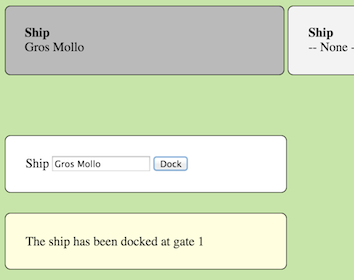 Ship
Gros Mollo
Ship
-- None -
Ship Gros Mollo Dock
The ship has been docked at gate 1